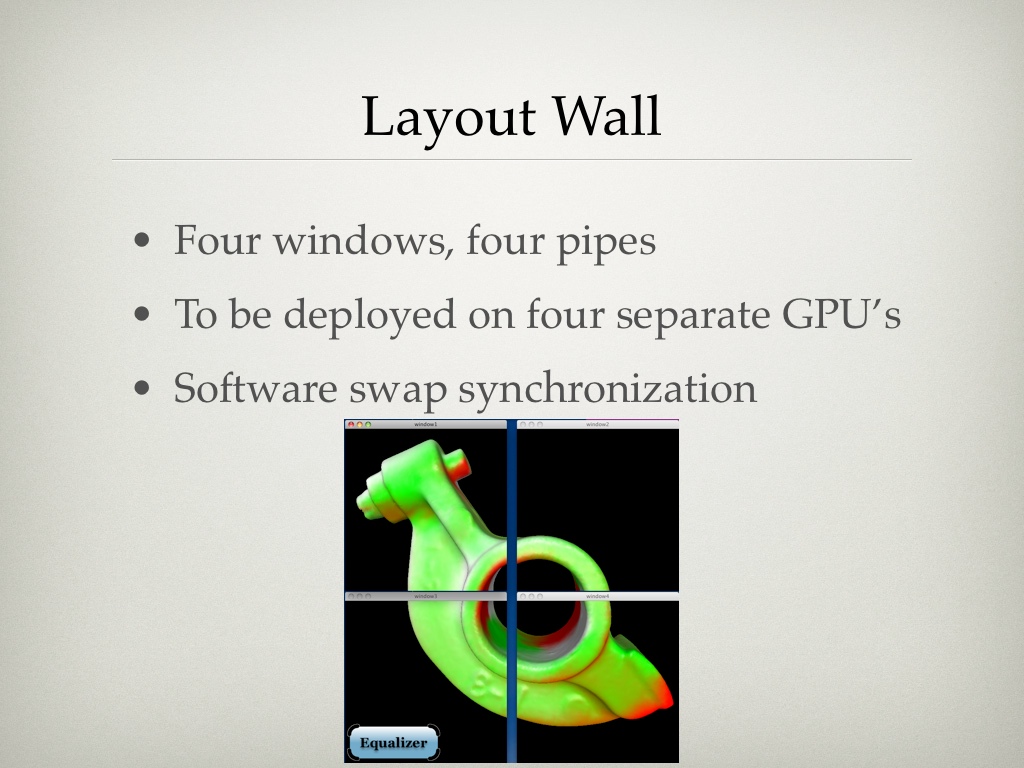 Layout Wall
• Four windows, four pipes
• To be deployed on four separate GPU’s
• Software swap synchronization
window1
window2
window3
window4
Equalizer